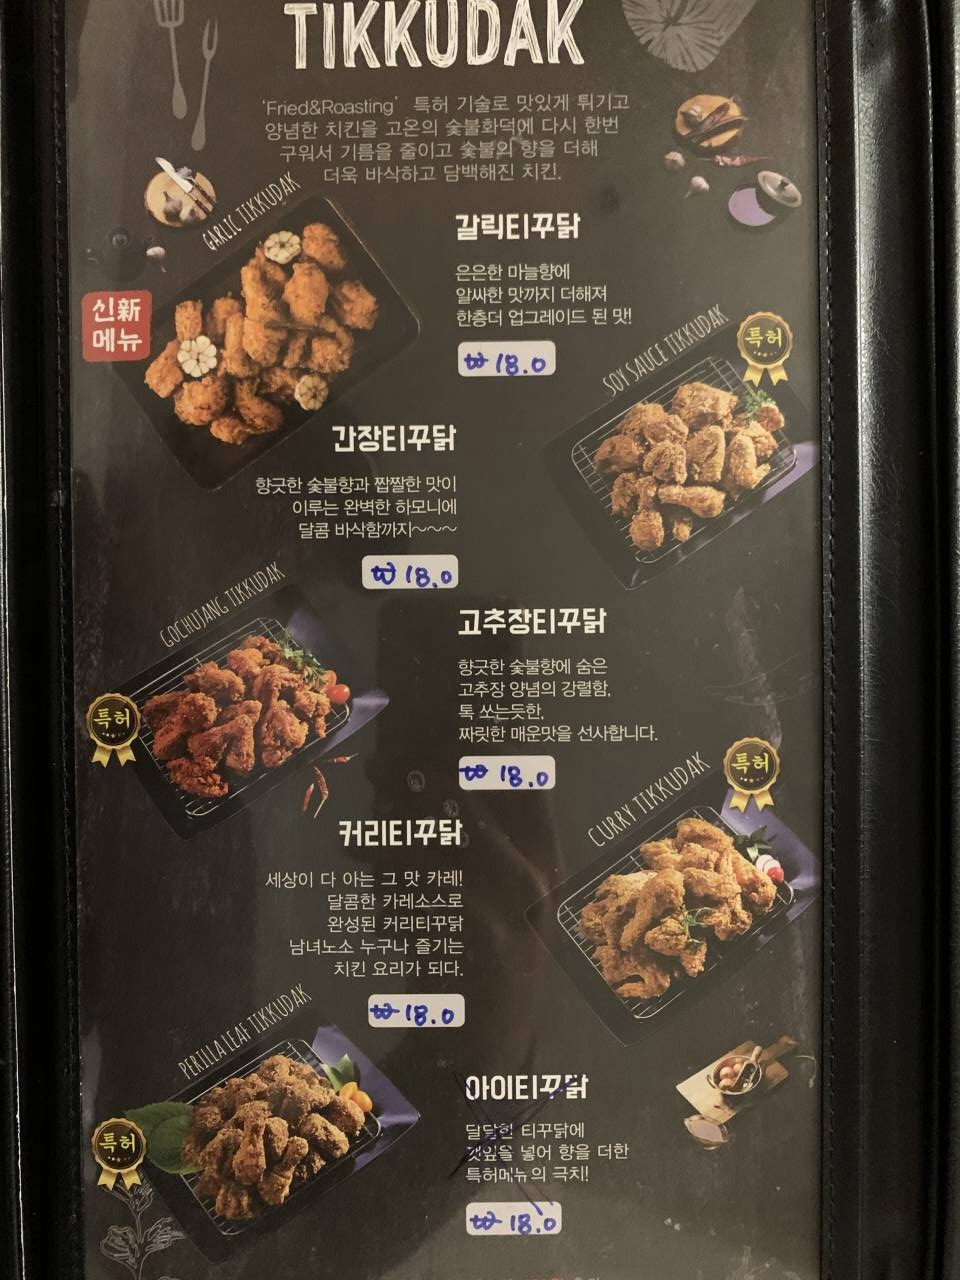 TIKKUDAK
'Fried&Roasting' 특허 기술로 맛있게 튀기고
양념한 치킨을 고온의 숯불화덕에 다시 한번
구워서 기름을 줄이고 숯불의 향을 더해
더욱 바삭하고 담백해진 치킨.
GARLIC TIKKUDAK
신新
메뉴
갈릭티꾸닭
은은한 마늘향에
알싸한 맛까지 더해져
한층더 업그레이드 된 맛!
₩ 18.0
SOY SAUCE TIKKUDAK
특허
간장티꾸닭
향긋한 숯불향과 짭짤한 맛이
이루는 완벽한 하모니에
달콤 바삭함까지~~~
₩ 18.0
GOCHUJANG TIKKUDAK
특허
고추장티꾸닭
향긋한 숯불향에 숨은
고추장 양념의 강렬함,
톡 쏘는듯한,
짜릿한 매운맛을 선사합니다.
₩ 18.0
CURRY TIKKUDAK
특허
커리티꾸닭
세상이 다 아는 그 맛 카레!
달콤한 카레소스로
완성된 커리티꾸닭
남녀노소 누구나 즐기는
치킨 요리가 되다.
₩ 18.0
PERILLA LEAF TIKKUDAK
특허
아이티꾸닭
달달한 티꾸닭에
깻잎을 넣어 향을 더한
특허메뉴의 극치!
₩ 18.0